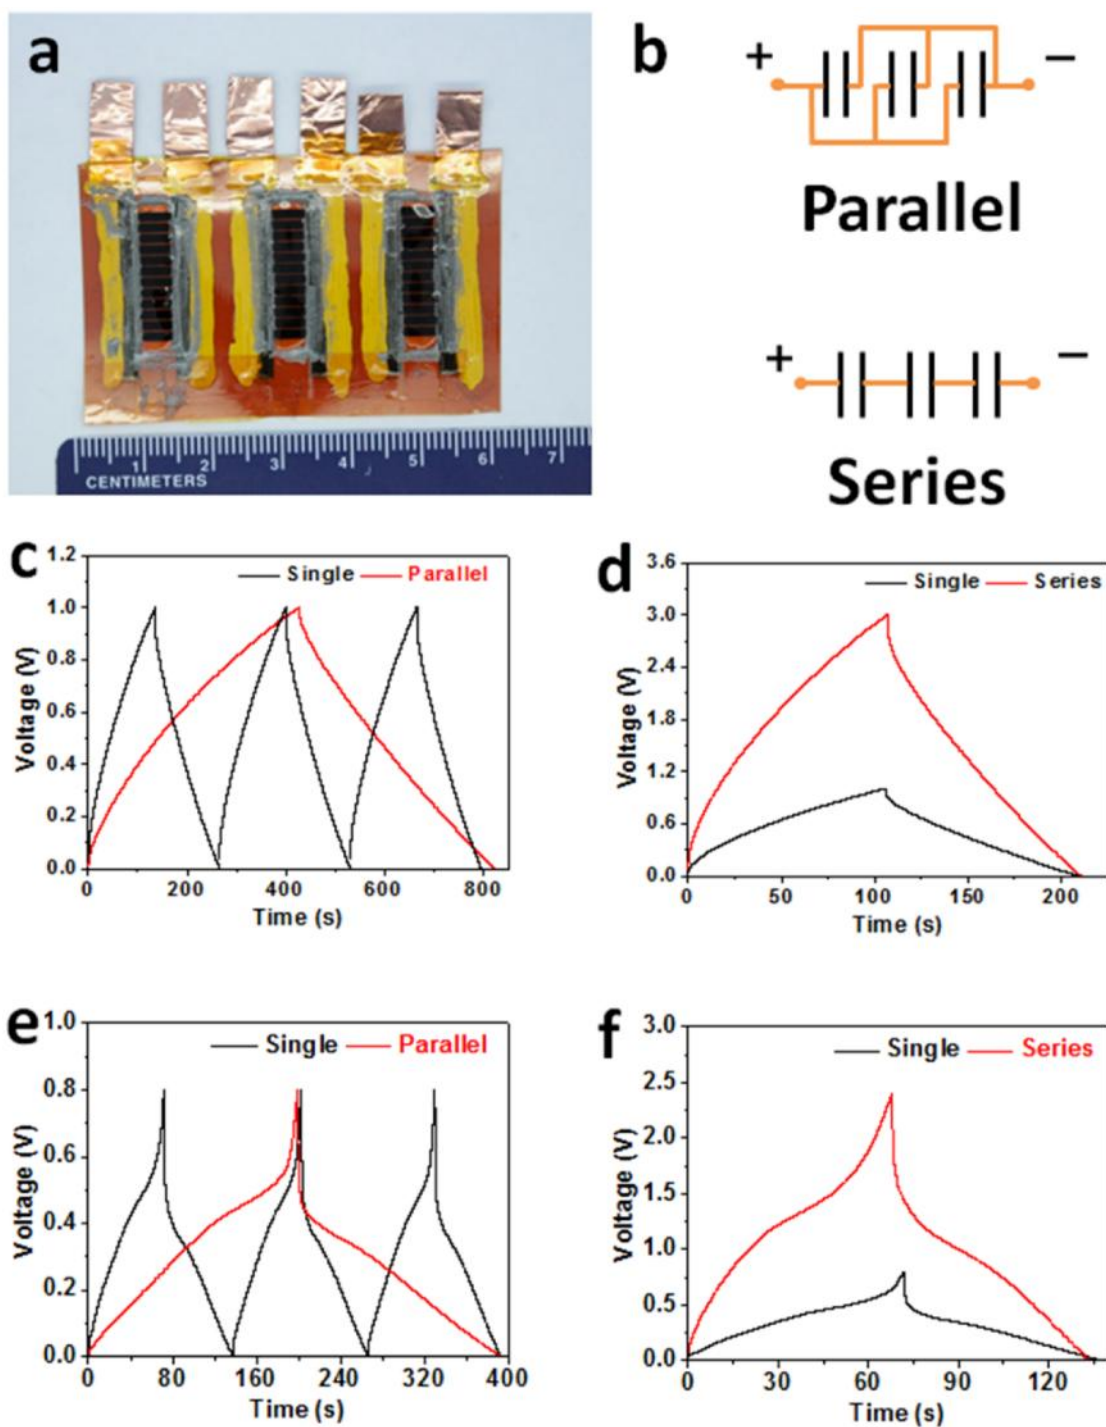 a
1 2 3 4 5 6 7
CENTIMETERS
b
+ −
Parallel
+ −
Series
c
Single Parallel
1.2
1.0
0.8
0.6
0.4
0.2
0.0
Voltage (V)
0 200 400 600 800
Time (s)
d
Single Series
3.6
3.0
2.4
1.8
1.2
0.6
0.0
Voltage (V)
0 50 100 150 200
Time (s)
e
Single Parallel
1.0
0.8
0.6
0.4
0.2
0.0
Voltage (V)
0 80 160 240 320 400
Time (s)
f
Single Series
3.0
2.5
2.0
1.5
1.0
0.5
0.0
Voltage (V)
0 30 60 90 120
Time (s)